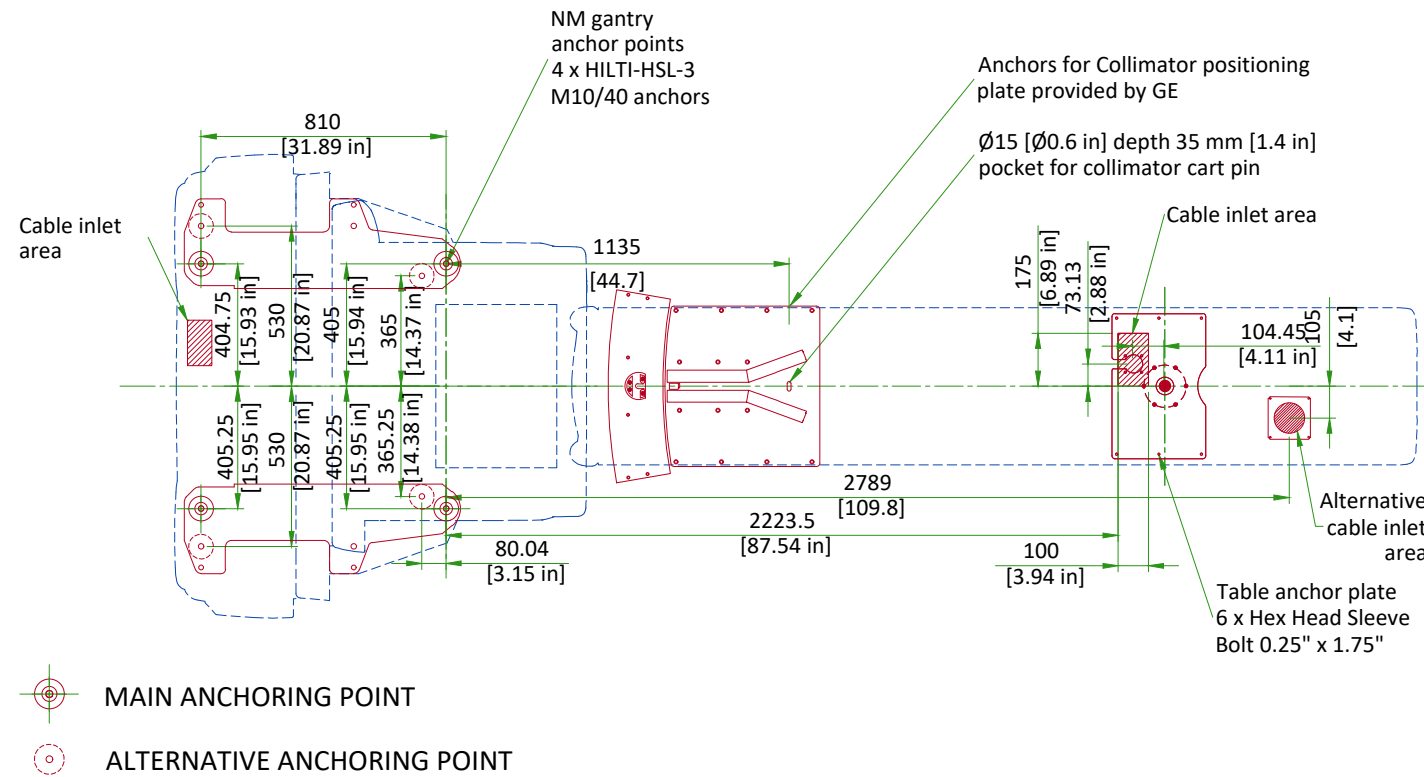 NM gantry
anchor points
4 x HILTI-HSL-3
M10/40 anchors
Anchors for Collimator positioning
plate provided by GE
Ø15 [Ø0.6 in] depth 35 mm [1.4 in]
pocket for collimator cart pin
Cable inlet area
Cable inlet
area
810
[31.89 in]
1135
[44.7]
175
[6.89 in]
73.13
[2.88 in]
104.45
[4.11 in]
105
[4.1]
404.75
[15.93 in]
530
[20.87 in]
405
[15.94 in]
365
[14.37 in]
405.25
[15.95 in]
530
[20.87 in]
405.25
[15.95 in]
365.25
[14.38 in]
2789
[109.8]
2223.5
[87.54 in]
80.04
[3.15 in]
100
[3.94 in]
Alternative
cable inlet
area
Table anchor plate
6 x Hex Head Sleeve
Bolt 0.25" x 1.75"
MAIN ANCHORING POINT
ALTERNATIVE ANCHORING POINT